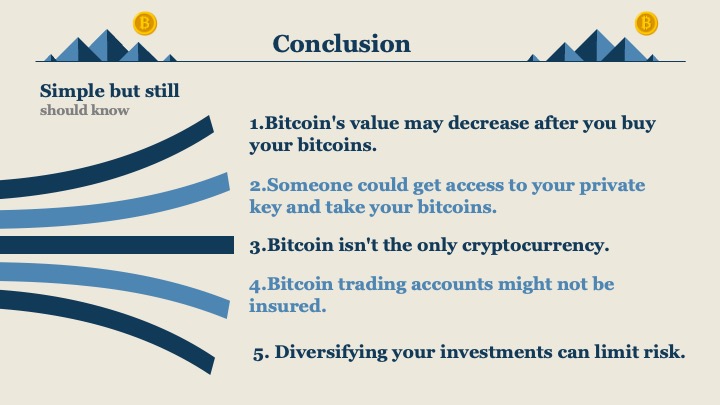 Conclusion
Simple but still
should know
1.Bitcoin's value may decrease after you buy
your bitcoins.
2.Someone could get access to your private
key and take your bitcoins.
3.Bitcoin isn't the only cryptocurrency.
4.Bitcoin trading accounts might not be
insured.
5. Diversifying your investments can limit risk.